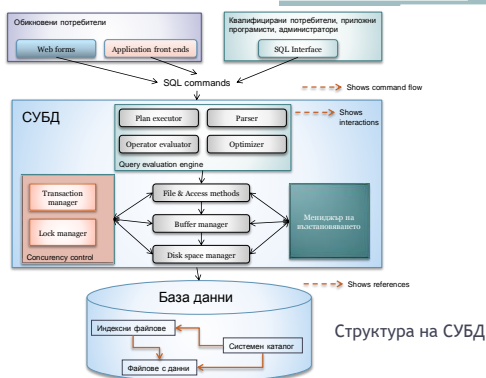 Обикновени потребители
Web forms
Application front ends
Квалифицирани потребители, приложни
програмисти, администратори
SQL Interface
SQL commands
Shows command flow
СУБД
Plan executor
Parser
Operator evaluator
Optimizer
Query evaluation engine
Shows
interactions
Transaction
manager
Lock manager
Concurency control
File & Access methods
Buffer manager
Disk space manager
Мениджър на
възстановяването
Shows references
База данни
Индексни файлове
Системен каталог
Файлове с данни
Структура на СУБД